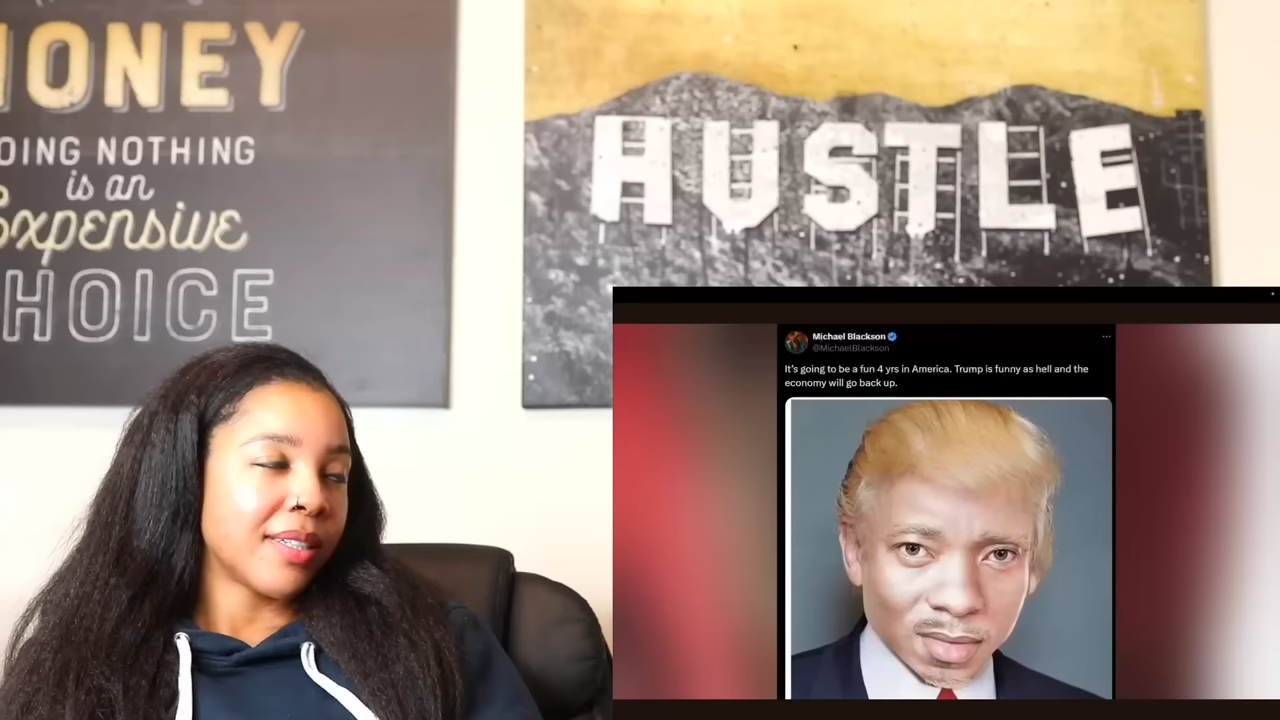 MONEY
DOING NOTHING
is an
Expensive
CHOICE
HUSTLE
Michael Blackson
@MichaelBlackson
It's going to be a fun 4 yrs in America. Trump is funny as hell and the
economy will go back up.